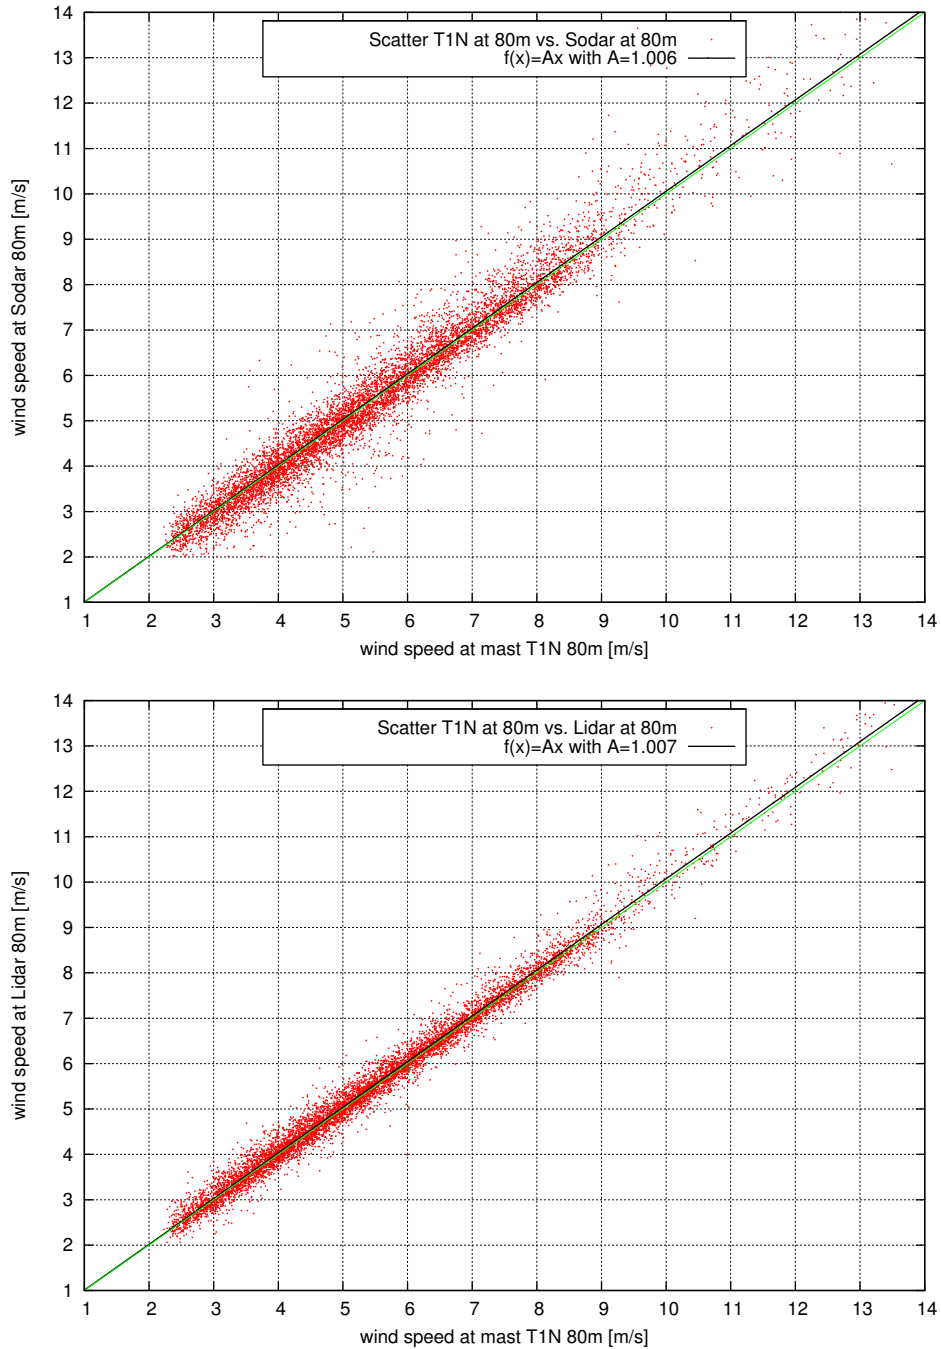 14
13
12
11
10
9
8
7
6
5
4
3
2
1
wind speed at Sodar 80m [m/s]
Scatter T1N at 80m vs. Sodar at 80m
f(x)=Ax with A=1.006
1 2 3 4 5 6 7 8 9 10 11 12 13 14
wind speed at mast T1N 80m [m/s]
14
13
12
11
10
9
8
7
6
5
4
3
2
1
wind speed at Lidar 80m [m/s]
Scatter T1N at 80m vs. Lidar at 80m
f(x)=Ax with A=1.007
1 2 3 4 5 6 7 8 9 10 11 12 13 14
wind speed at mast T1N 80m [m/s]